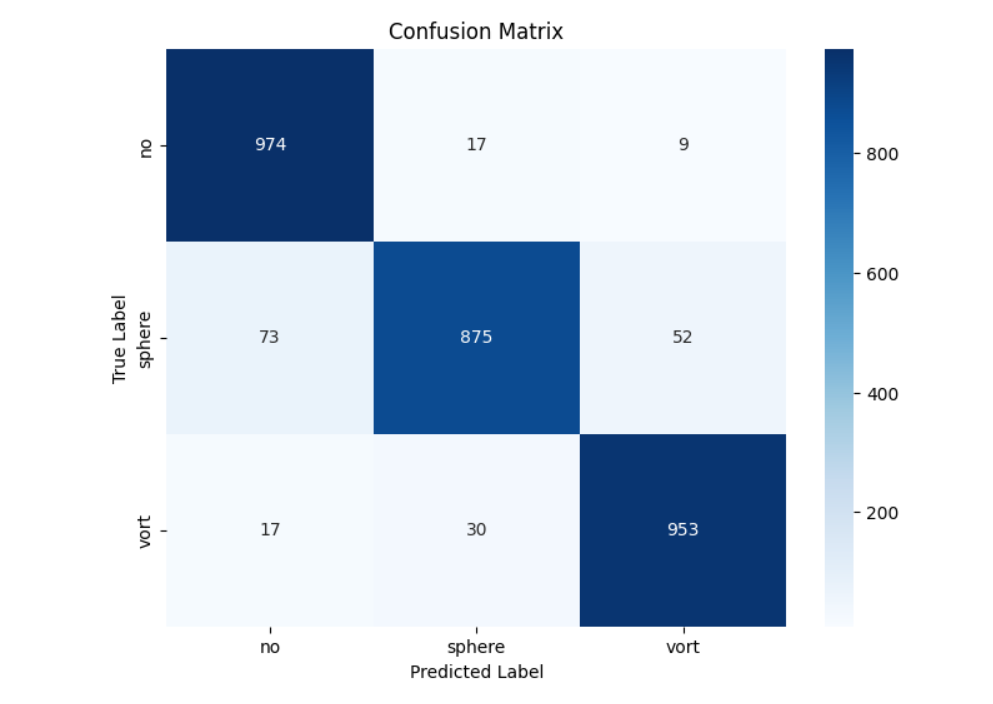 Confusion Matrix
no 974 17 9
sphere 73 875 52
vort 17 30 953
no sphere vort
True Label
Predicted Label
800
600
400
200